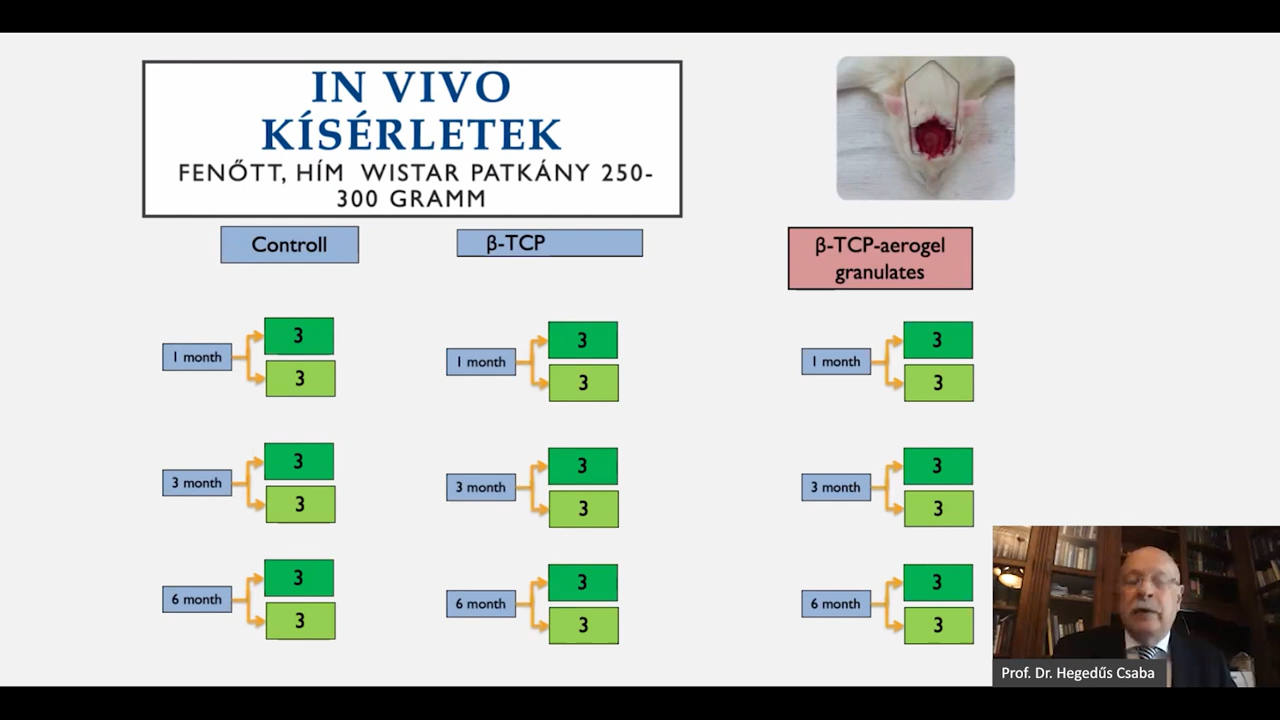 IN VIVO
KÍSÉRLETEK
FENŐTT, HÍM WISTAR PATKÁNY 250-
300 GRAMM
Controll
β-TCP
β-TCP-aerogel
granulates
1 month
3
3
1 month
3
3
1 month
3
3
3 month
3
3
3 month
3
3
3 month
3
3
6 month
3
3
6 month
3
3
6 month
3
3
Prof. Dr. Hegedűs Csaba